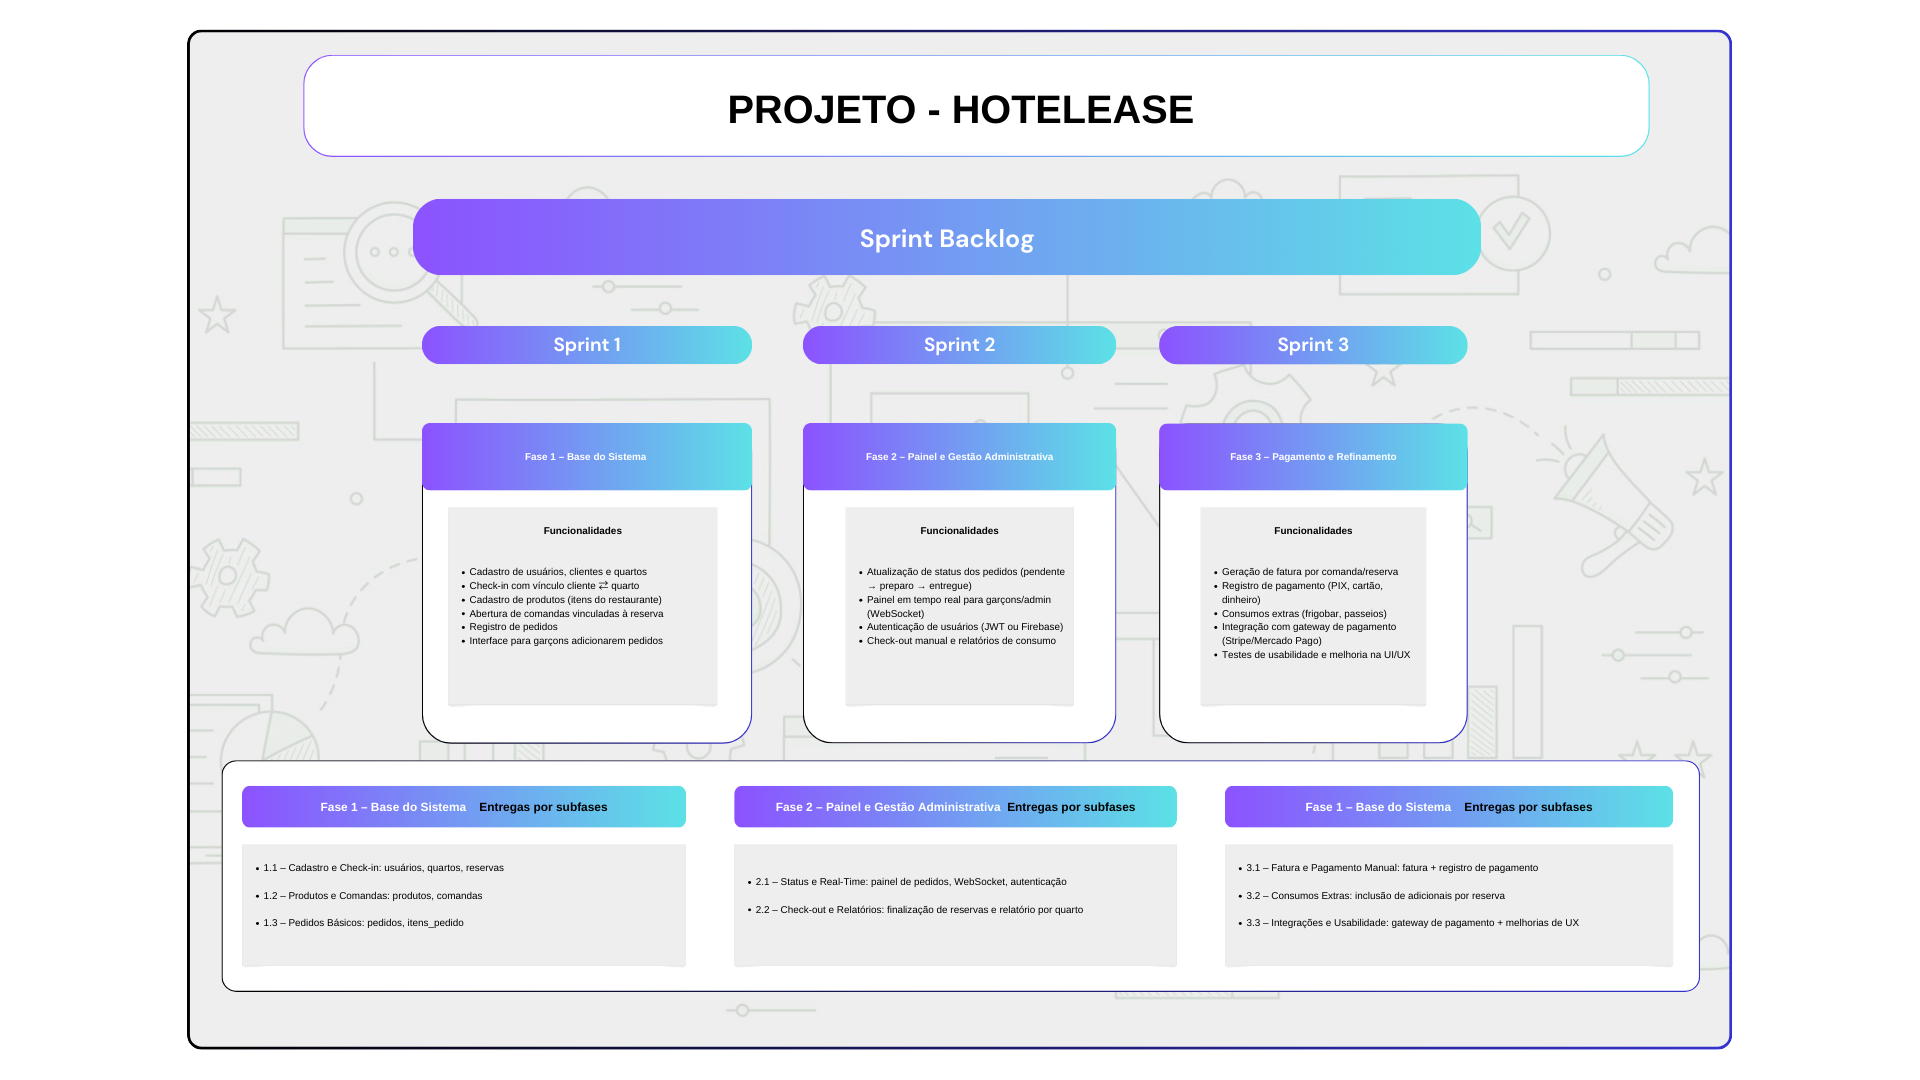 PROJETO - HOTELEASE
Sprint Backlog
Sprint 1
Sprint 2
Sprint 3
Fase 1 – Base do Sistema
Funcionalidades
• Cadastro de usuários, clientes e quartos
• Check-in com vínculo cliente ⇄ quarto
• Cadastro de produtos (itens do restaurante)
• Abertura de comandas vinculadas à reserva
• Registro de pedidos
• Interface para garçons adicionarem pedidos
Fase 2 – Painel e Gestão Administrativa
Funcionalidades
• Atualização de status dos pedidos (pendente
→ preparo → entregue)
• Painel em tempo real para garçons/admin
(WebSocket)
• Autenticação de usuários (JWT ou Firebase)
• Check-out manual e relatórios de consumo
Fase 3 – Pagamento e Refinamento
Funcionalidades
• Geração de fatura por comanda/reserva
• Registro de pagamento (PIX, cartão,
dinheiro)
• Consumos extras (frigobar, passeios)
• Integração com gateway de pagamento
(Stripe/Mercado Pago)
• Testes de usabilidade e melhoria na UI/UX
Fase 1 – Base do Sistema Entregas por subfases
• 1.1 – Cadastro e Check-in: usuários, quartos, reservas
• 1.2 – Produtos e Comandas: produtos, comandas
• 1.3 – Pedidos Básicos: pedidos, itens_pedido
Fase 2 – Painel e Gestão Administrativa Entregas por subfases
• 2.1 – Status e Real-Time: painel de pedidos, WebSocket, autenticação
• 2.2 – Check-out e Relatórios: finalização de reservas e relatório por quarto
Fase 1 – Base do Sistema Entregas por subfases
• 3.1 – Fatura e Pagamento Manual: fatura + registro de pagamento
• 3.2 – Consumos Extras: inclusão de adicionais por reserva
• 3.3 – Integrações e Usabilidade: gateway de pagamento + melhorias de UX